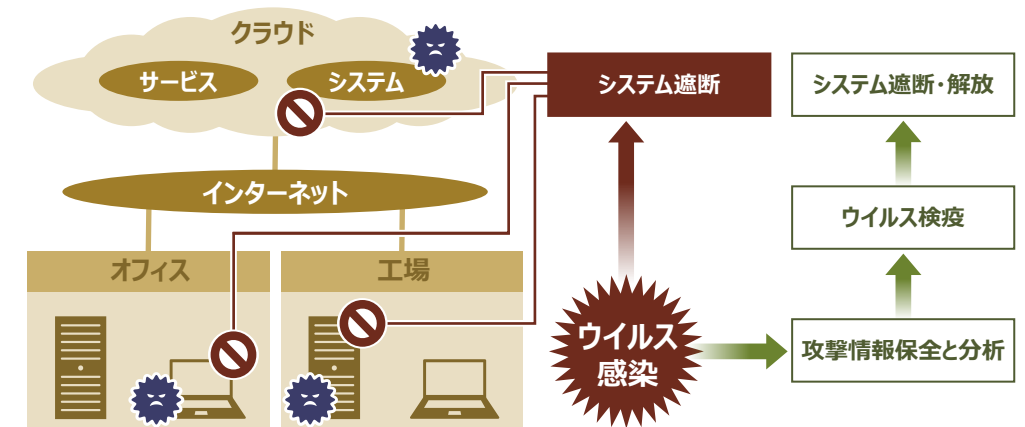 クラウド
サービス
システム
インターネット
オフィス
工場
システム遮断
システム遮断・解放
ウイルス検疫
ウイルス
感染
攻撃情報保全と分析